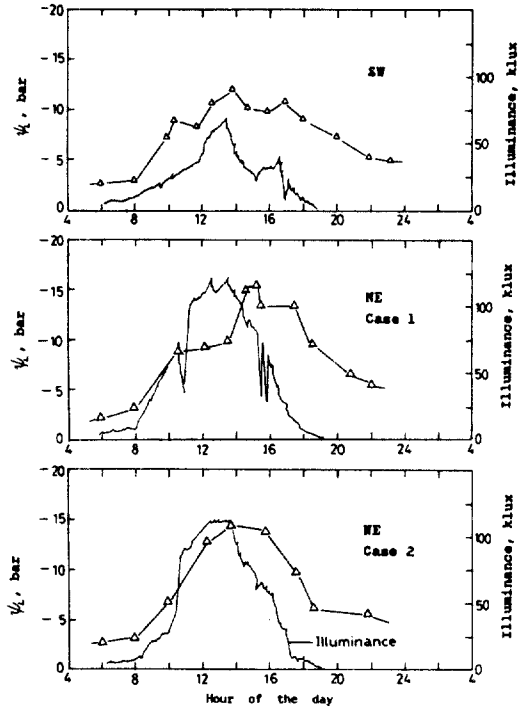 -20
-15
-10
-5
0
ψL, bar
SW
100
50
0
Illuminance, klux
4 8 12 16 20 24 4
-20
-15
-10
-5
0
ψL, bar
NE
Case 1
100
50
0
Illuminance, klux
4 8 12 16 20 24 4
-20
-15
-10
-5
0
ψL, bar
NE
Case 2
Illuminance
100
50
0
Illuminance, klux
4 8 12 16 20 24 4
Hour of the day